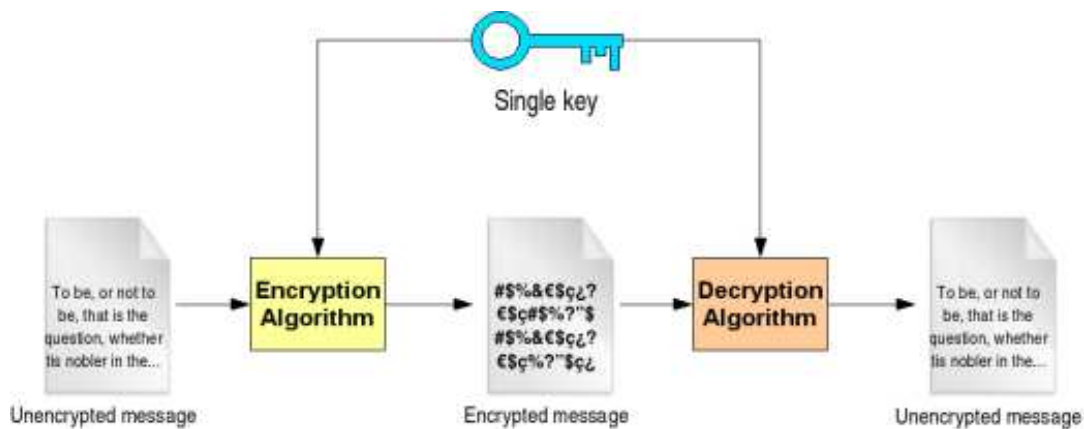 Single key
To be, or not to
be, that is the
question, whether
tis nobler in the...
Unencrypted message
Encryption
Algorithm
#$%&€$ç¿?
€$ç#$%?"$
#$%&€$ç¿?
€$ç%?"$ç¿
Encrypted message
Decryption
Algorithm
To be, or not to
be, that is the
question, whether
tis nobler in the...
Unencrypted message